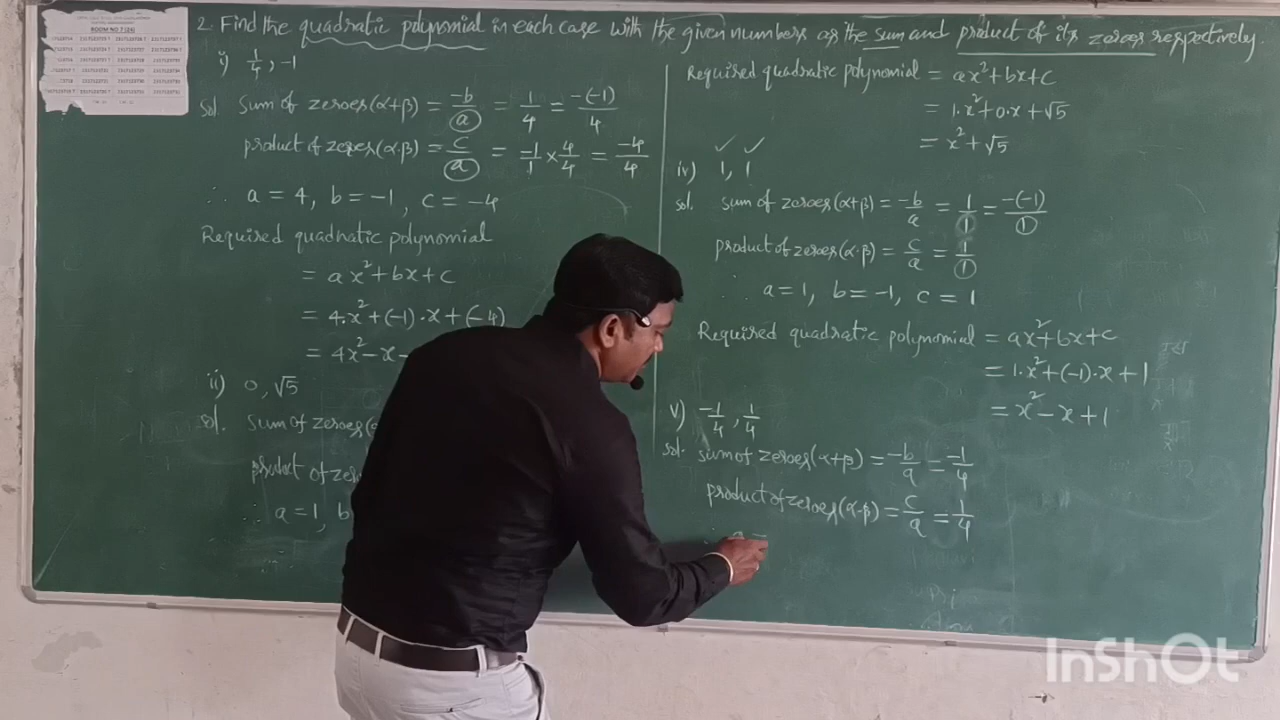 ROOM NO 7 (24)
2. Find the quadratic polynomial in each case with the given numbers as the sum and product of its zeroes respectively.
i) 1/4, -1
Sol. Sum of zeroes (α+β) = -b/a = 1/4 = -(-1)/4
product of zeroes (α·β) = c/a = -1/1 × 4/4 = -4/4
∴ a = 4, b = -1, c = -4
Required quadratic polynomial
= ax²+bx+c
= 4·x²+(-1)·x+(-4)
= 4x²-x-
ii) 0, √5
Sol. Sum of zeroes
product of
∴ a=1, b
Required quadratic polynomial = ax²+bx+c
= 1·x²+0·x+√5
= x²+√5
iv) 1, 1
Sol. Sum of zeroes (α+β) = -b/a = 1/1 = -(-1)/1
product of zeroes (α·β) = c/a = 1/1
∴ a=1, b=-1, c=1
Required quadratic polynomial = ax²+bx+c
= 1·x²+(-1)·x+1
= x²-x+1
v) -1/4, 1/4
Sol. Sum of zeroes (α+β) = -b/a = -1/4
product of zeroes (α·β) = c/a = 1/4
∴ a =
InShOt